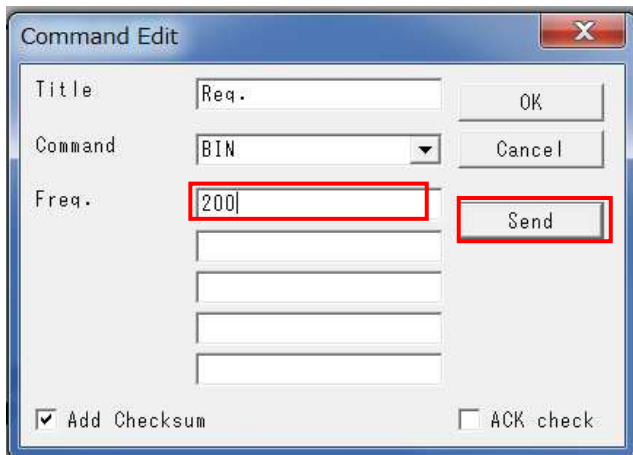 Command Edit
Title Req. OK
Command BIN Cancel
Freq. 200 Send
Add Checksum ACK check